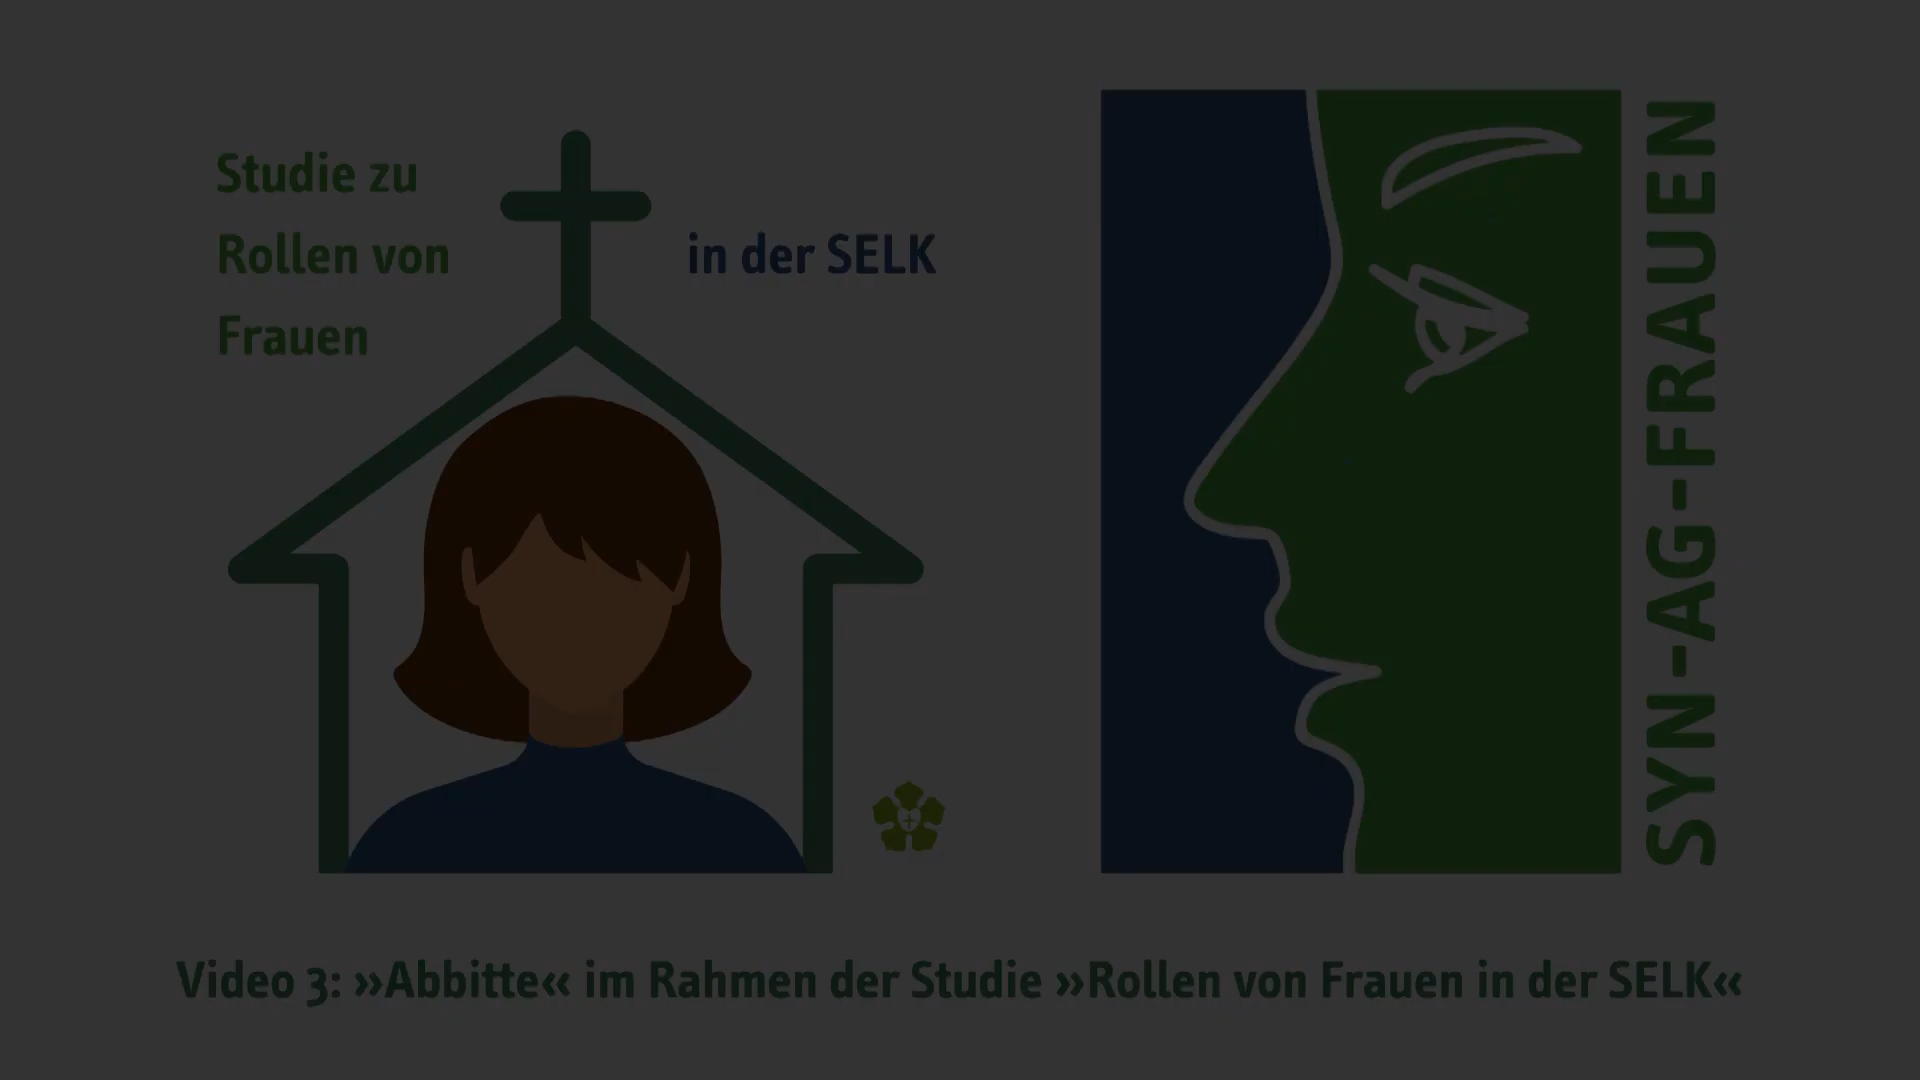 Studie zu
Rollen von
Frauen
in der SELK
SYN-AG-FRAUEN
Video 3: »Abbitte« im Rahmen der Studie »Rollen von Frauen in der SELK«